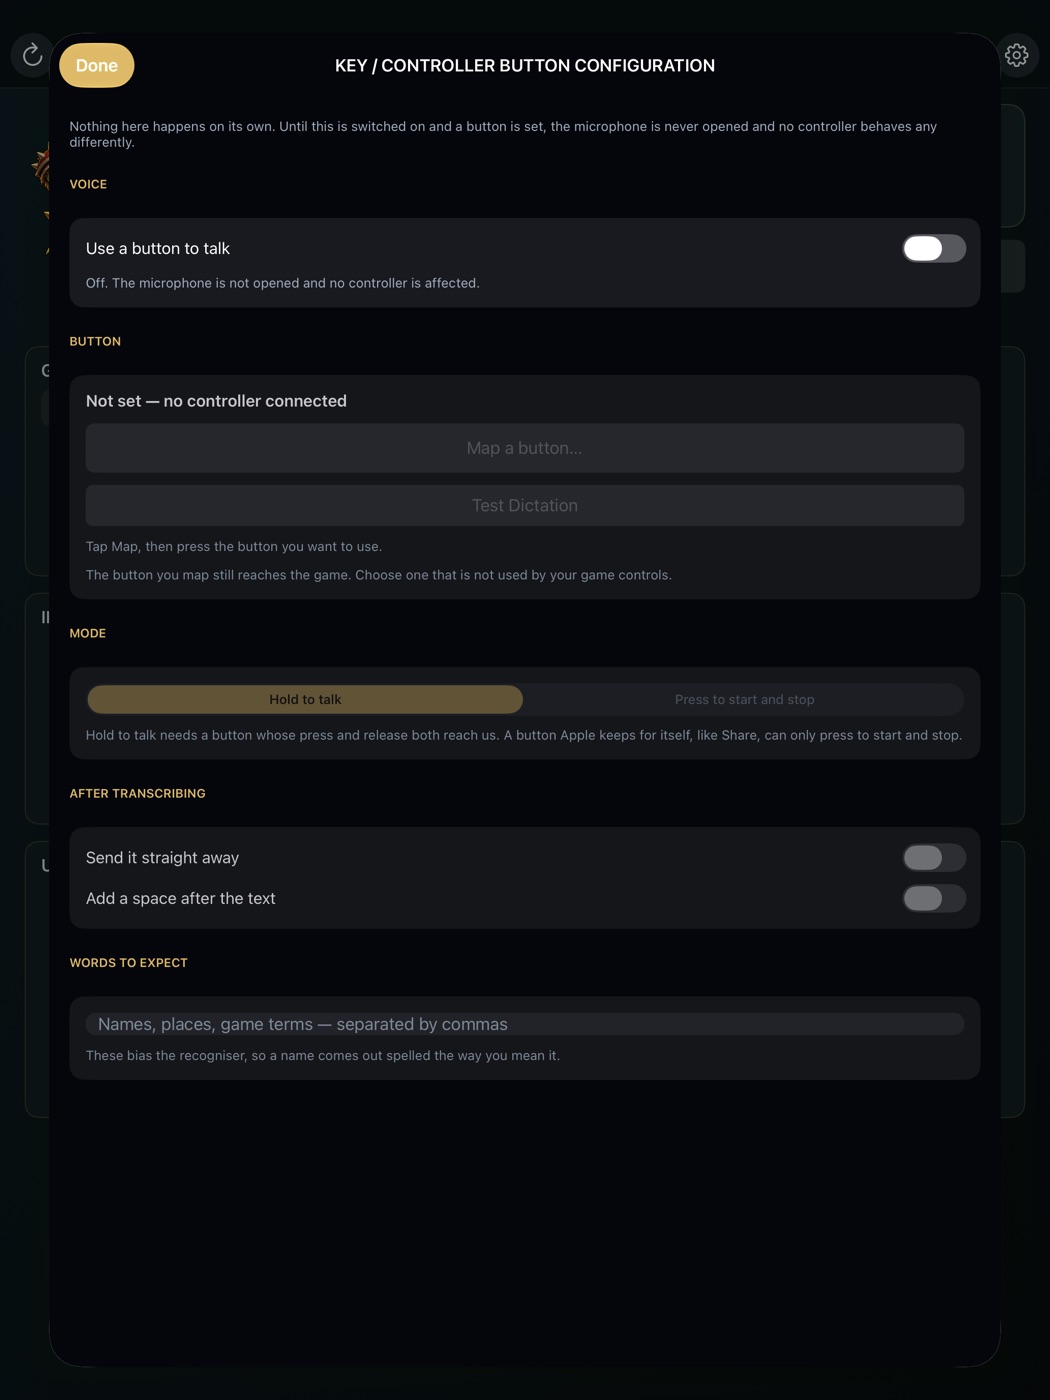 Done
KEY / CONTROLLER BUTTON CONFIGURATION
Nothing here happens on its own. Until this is switched on and a button is set, the microphone is never opened and no controller behaves any
differently.
VOICE
Use a button to talk
Off. The microphone is not opened and no controller is affected.
BUTTON
Not set — no controller connected
Map a button...
Test Dictation
Tap Map, then press the button you want to use.
The button you map still reaches the game. Choose one that is not used by your game controls.
MODE
Hold to talk
Press to start and stop
Hold to talk needs a button whose press and release both reach us. A button Apple keeps for itself, like Share, can only press to start and stop.
AFTER TRANSCRIBING
Send it straight away
Add a space after the text
WORDS TO EXPECT
Names, places, game terms — separated by commas
These bias the recogniser, so a name comes out spelled the way you mean it.